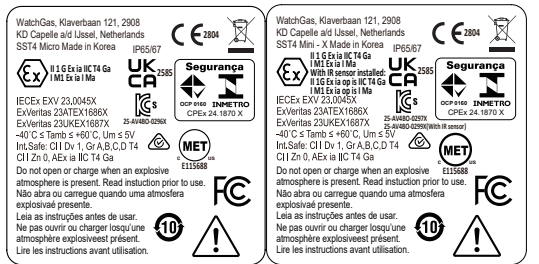 WatchGas, Klaverbaan 121, 2908
KD Capelle a/d IJssel, Netherlands
SST4 Micro Made in Korea
IP65/67
CE 2804
Ex
II 1 G Ex ia IIC T4 Ga
I M1 Ex ia I Ma
UK
CA
2585
Segurança
OCP 0160 INMETRO
CPEx 24.1870 X
IECEx EXV 23,0045X
ExVeritas 23ATEX1686X
ExVeritas 23UKEX1687X
25-AV4BO-0296X
-40˚C ≤ Tamb ≤ +60˚C, Um ≤ 5V
Int.Safe: Cl I Dv 1, Gr A,B,C,D T4
Cl I Zn 0, AEx ia IIC T4 Ga
c MET us
E115688
Do not open or charge when an explosive
atmosphere is present. Read instuction prior to use.
Não abra ou carregue quando uma atmosfera
explosivaé presente.
Leia as instruções antes de usar.
Ne pas ouvrir ou charger losqu'une
atmosphère explosiveest présent.
Lire les instructions avant utilisation.
FC
10
WatchGas, Klaverbaan 121, 2908
KD Capelle a/d IJssel, Netherlands
SST4 Mini - X Made in Korea
IP65/67
CE 2804
Ex
II 1 G Ex ia IIC T4 Ga
I M1 Ex ia I Ma
With IR sensor installed:
II 1G Ex ia op is IIC T4 Ga
I M1 Ex ia op is I Ma
UK
CA
2585
Segurança
OCP 0160 INMETRO
CPEx 24.1870 X
IECEx EXV 23,0045X
ExVeritas 23ATEX1686X
ExVeritas 23UKEX1687X
25-AV4BO-0297X
25-AV4BO-0299X(With IR sensor)
-40˚C ≤ Tamb ≤ +60˚C, Um ≤ 5V
Int.Safe: Cl I Dv 1, Gr A,B,C,D T4
Cl I Zn 0, AEx ia IIC T4 Ga
c MET us
E115688
Do not open or charge when an explosive
atmosphere is present. Read instuction prior to use.
Não abra ou carregue quando uma atmosfera
explosivaé presente.
Leia as instruções antes de usar.
Ne pas ouvrir ou charger losqu'une
atmosphère explosiveest présent.
Lire les instructions avant utilisation.
FC
10